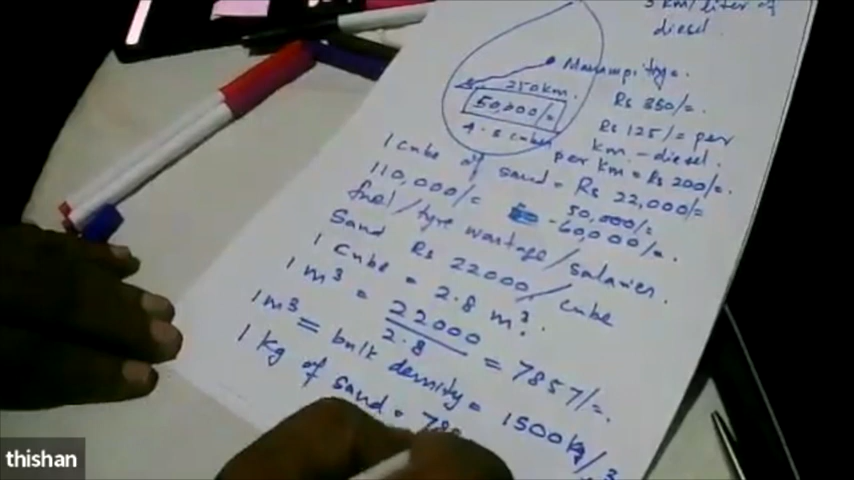 3 km/liter of
diesel.
Manampitiya.
250km.
50,000/=
4.5 cubes
Rs 350/=.
Rs 125/= per
km - diesel.
per km = Rs 200/=.
1 cube of sand = Rs 22,000/=
110,000/= 50,000/=
- 60,000/=.
fuel/tyre wastage/salaries.
Sand Rs 22000/cube
1 cube = 2.8 m³.
1 m³ = 22000
2.8
= 7857/=.
1m³ = bulk density = 1500kg/m³
1 kg of sand = 785
thishan